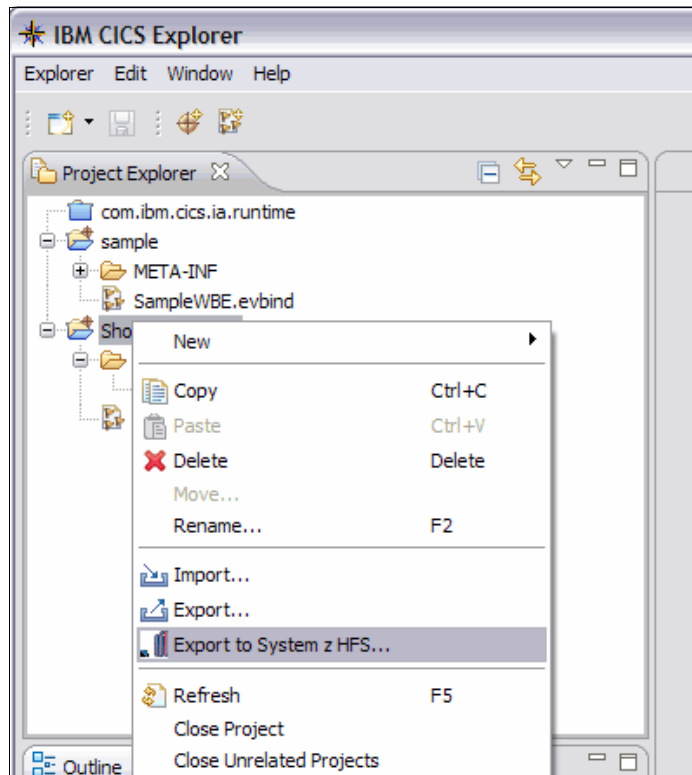 IBM CICS Explorer
Explorer Edit Window Help
Project Explorer
com.ibm.cics.ia.runtime
sample
META-INF
SampleWBE.evbind
Sho
New
Copy Ctrl+C
Paste Ctrl+V
Delete Delete
Move...
Rename... F2
Import...
Export...
Export to System z HFS...
Refresh F5
Close Project
Close Unrelated Projects
Outline